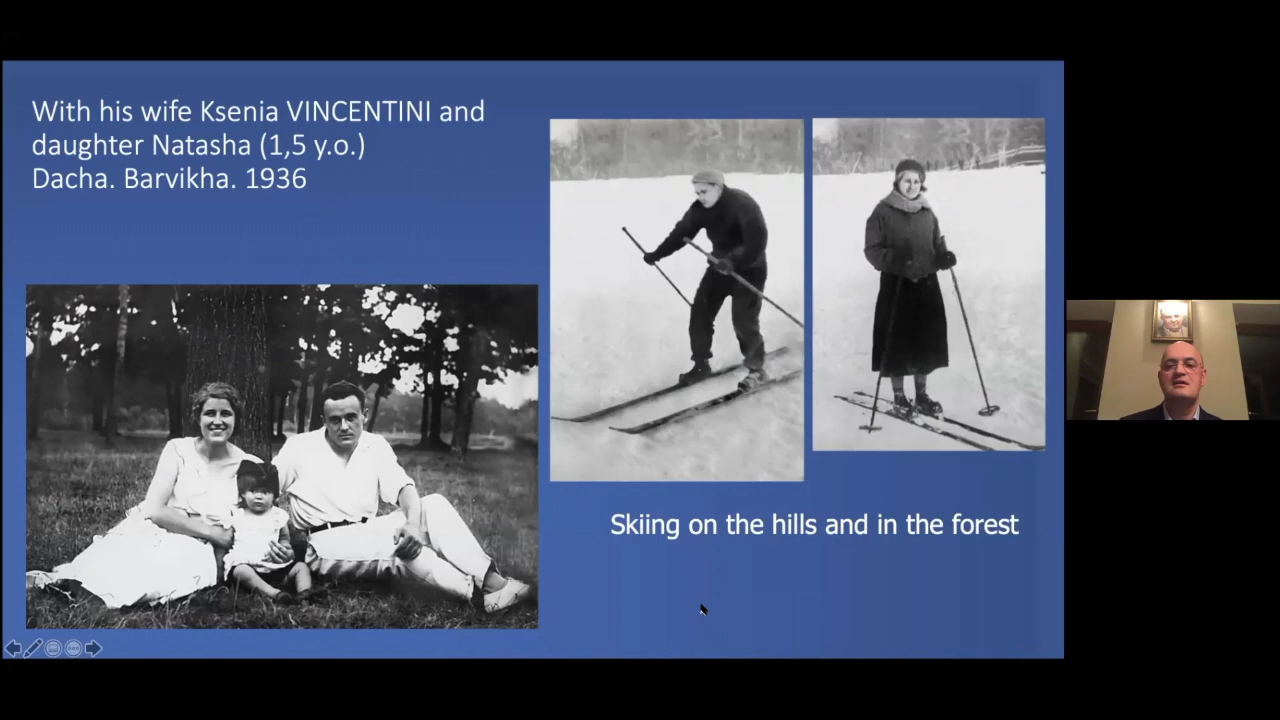 With his wife Ksenia VINCENTINI and
daughter Natasha (1,5 y.o.)
Dacha. Barvikha. 1936
Skiing on the hills and in the forest